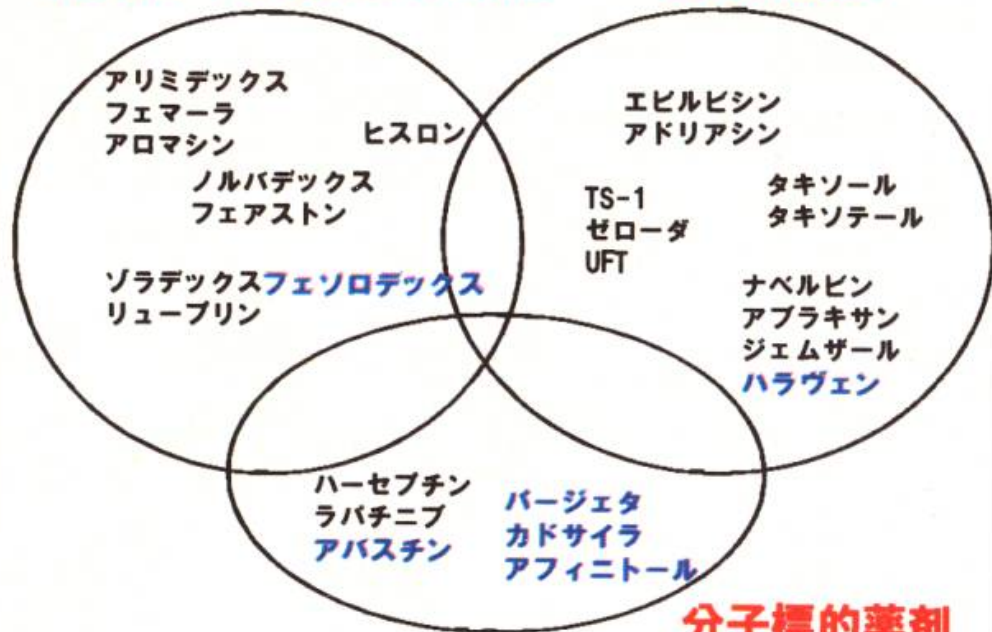 アリミデックス
フェマーラ
アロマシン
ヒスロン
ノルバデックス
フェアストン
ゾラデックス フェソロデックス
リュープリン
エピルビシン
アドリアシン
TS-1
ゼローダ
UFT
タキソール
タキソテール
ナベルビン
アブラキサン
ジェムザール
ハラヴェン
ハーセプチン
ラパチニブ
アバスチン
パージェタ
カドサイラ
アフィニトール
分子標的薬剤